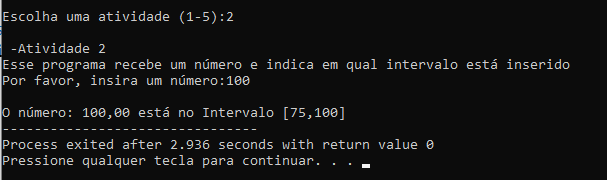 Escolha uma atividade (1-5):2
-Atividade 2
Esse programa recebe um número e indica em qual intervalo está inserido
Por favor, insira um número:100
O número: 100,00 está no Intervalo [75,100]
--------------------------------
Process exited after 2.936 seconds with return value 0
Pressione qualquer tecla para continuar. . .